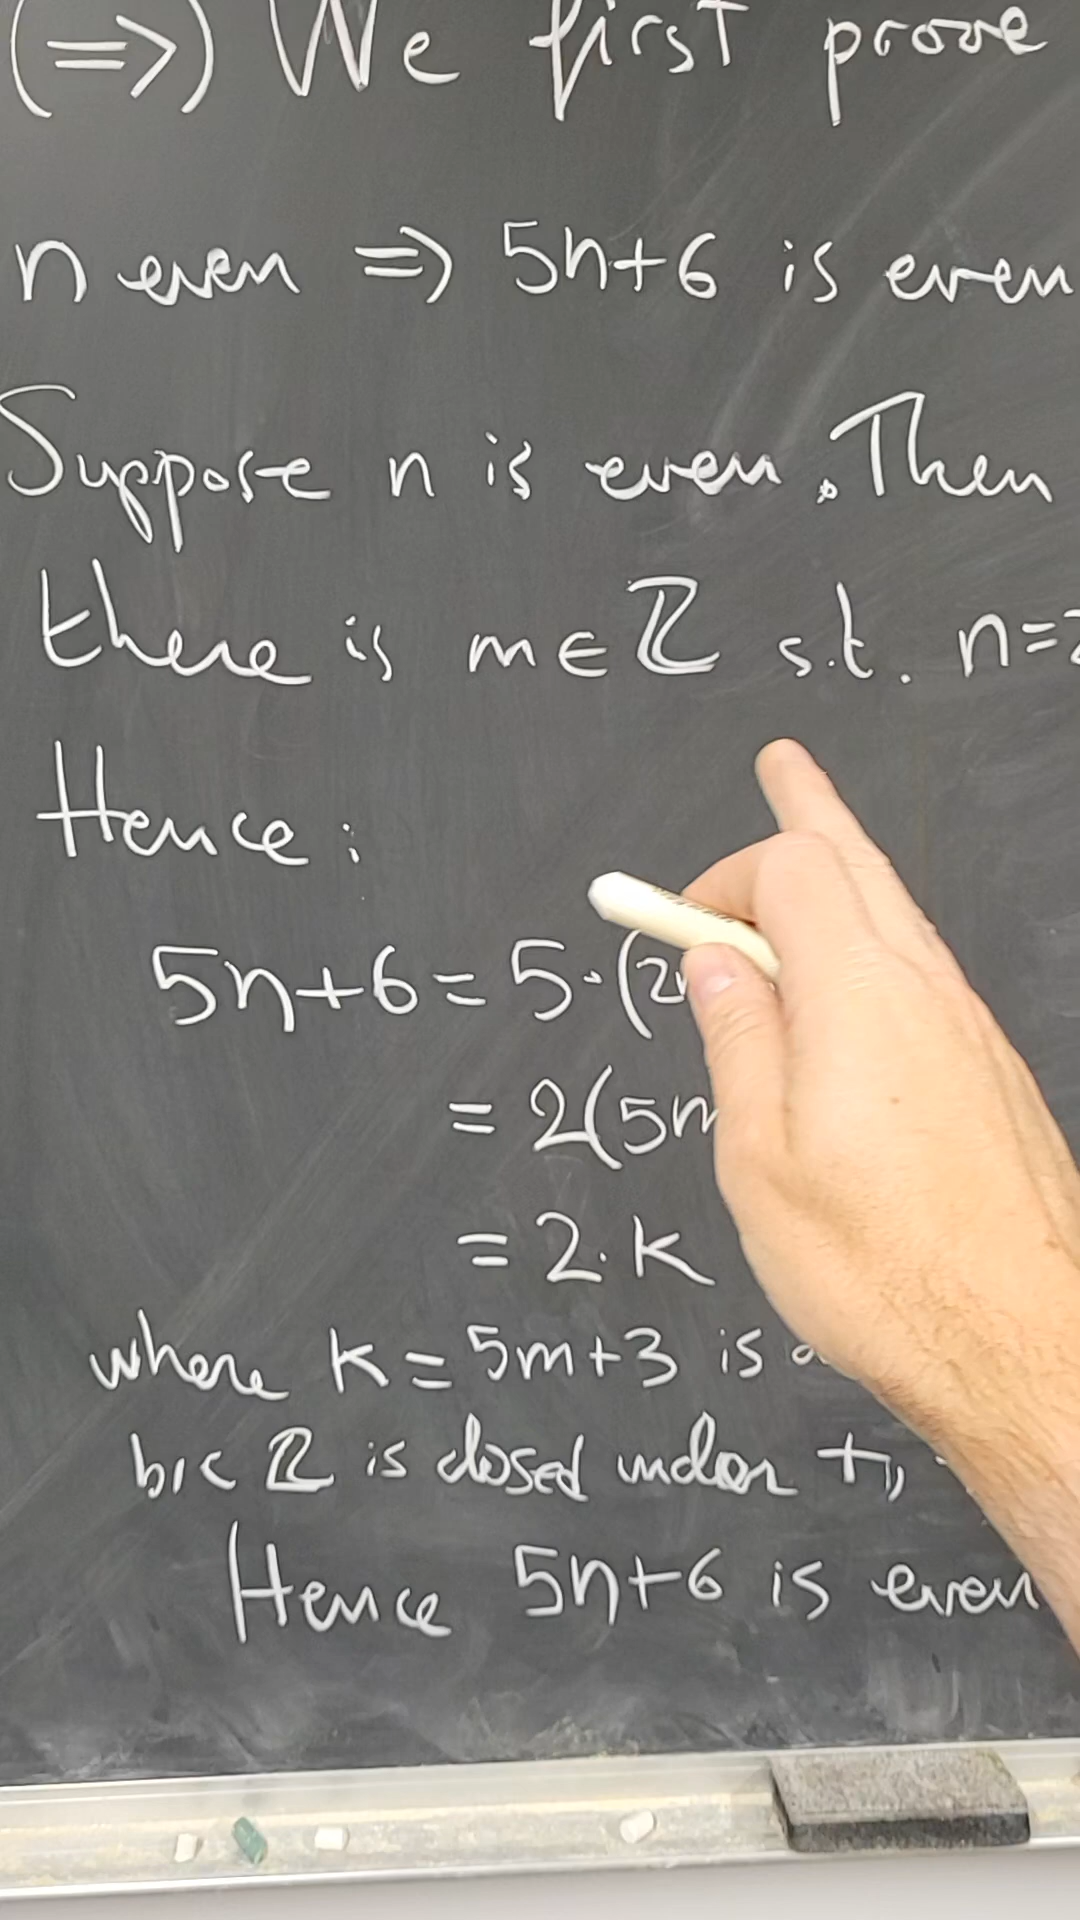 (⇒) We first prove
n even ⇒ 5n+6 is even
Suppose n is even. Then
there is m∈ℤ s.t. n=2
Hence:
5n+6 = 5·(2
= 2(5m
= 2·k
where k = 5m+3 is
b/c ℤ is closed under +,
Hence 5n+6 is even